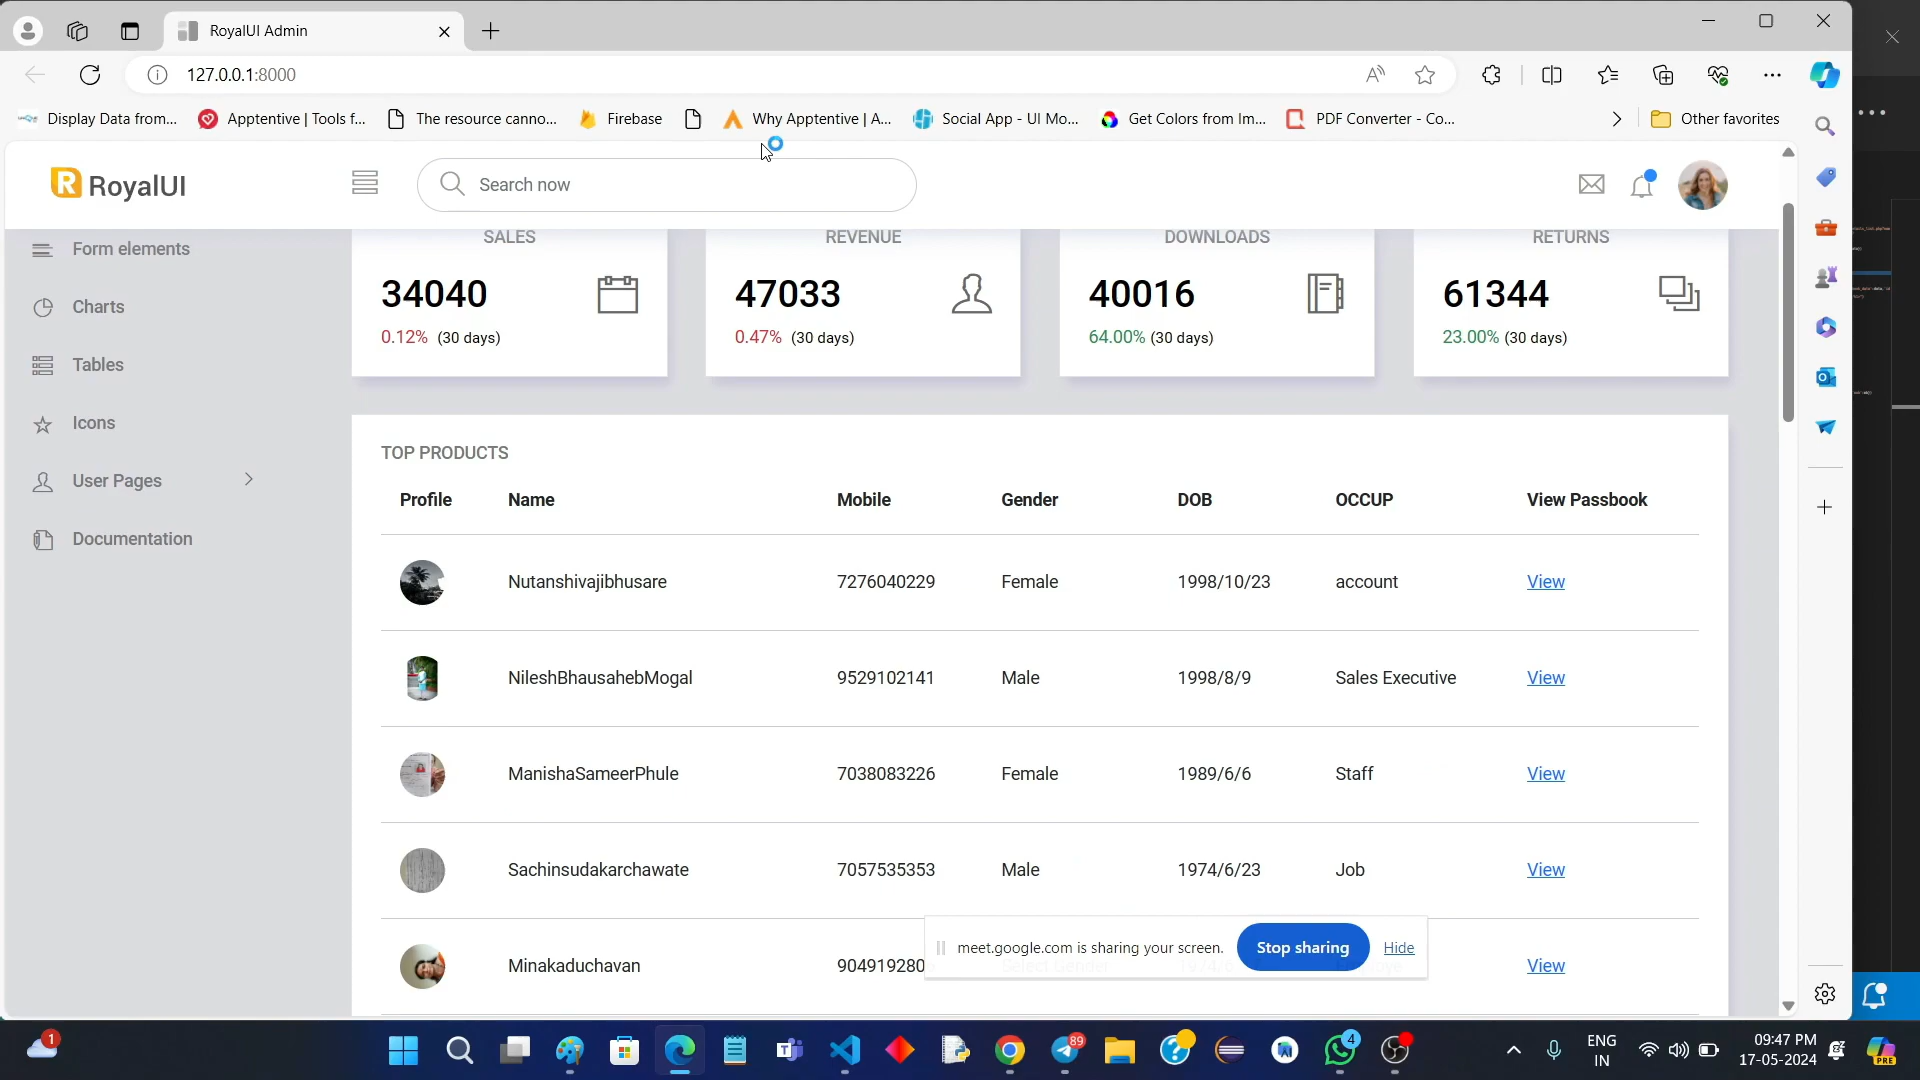 RoyalUI Admin
127.0.0.1:8000
Display Data from...
Apptentive | Tools f...
The resource canno...
Firebase
Why Apptentive | A...
Social App - UI Mo...
Get Colors from Im...
PDF Converter - Co...
Other favorites
RoyalUI
Search now
Form elements
Charts
Tables
Icons
User Pages
Documentation
SALES
34040
0.12% (30 days)
REVENUE
47033
0.47% (30 days)
DOWNLOADS
40016
64.00% (30 days)
RETURNS
61344
23.00% (30 days)
TOP PRODUCTS
Profile Name Mobile Gender DOB OCCUP View Passbook
Nutanshivajibhusare 7276040229 Female 1998/10/23 account View
NileshBhausahebMogal 9529102141 Male 1998/8/9 Sales Executive View
ManishaSameerPhule 7038083226 Female 1989/6/6 Staff View
Sachinsudakarchawate 7057535353 Male 1974/6/23 Job View
Minakaduchavan View
meet.google.com is sharing your screen. Stop sharing Hide
1
89
4
PRE
ENG
IN
09:47 PM
17-05-2024